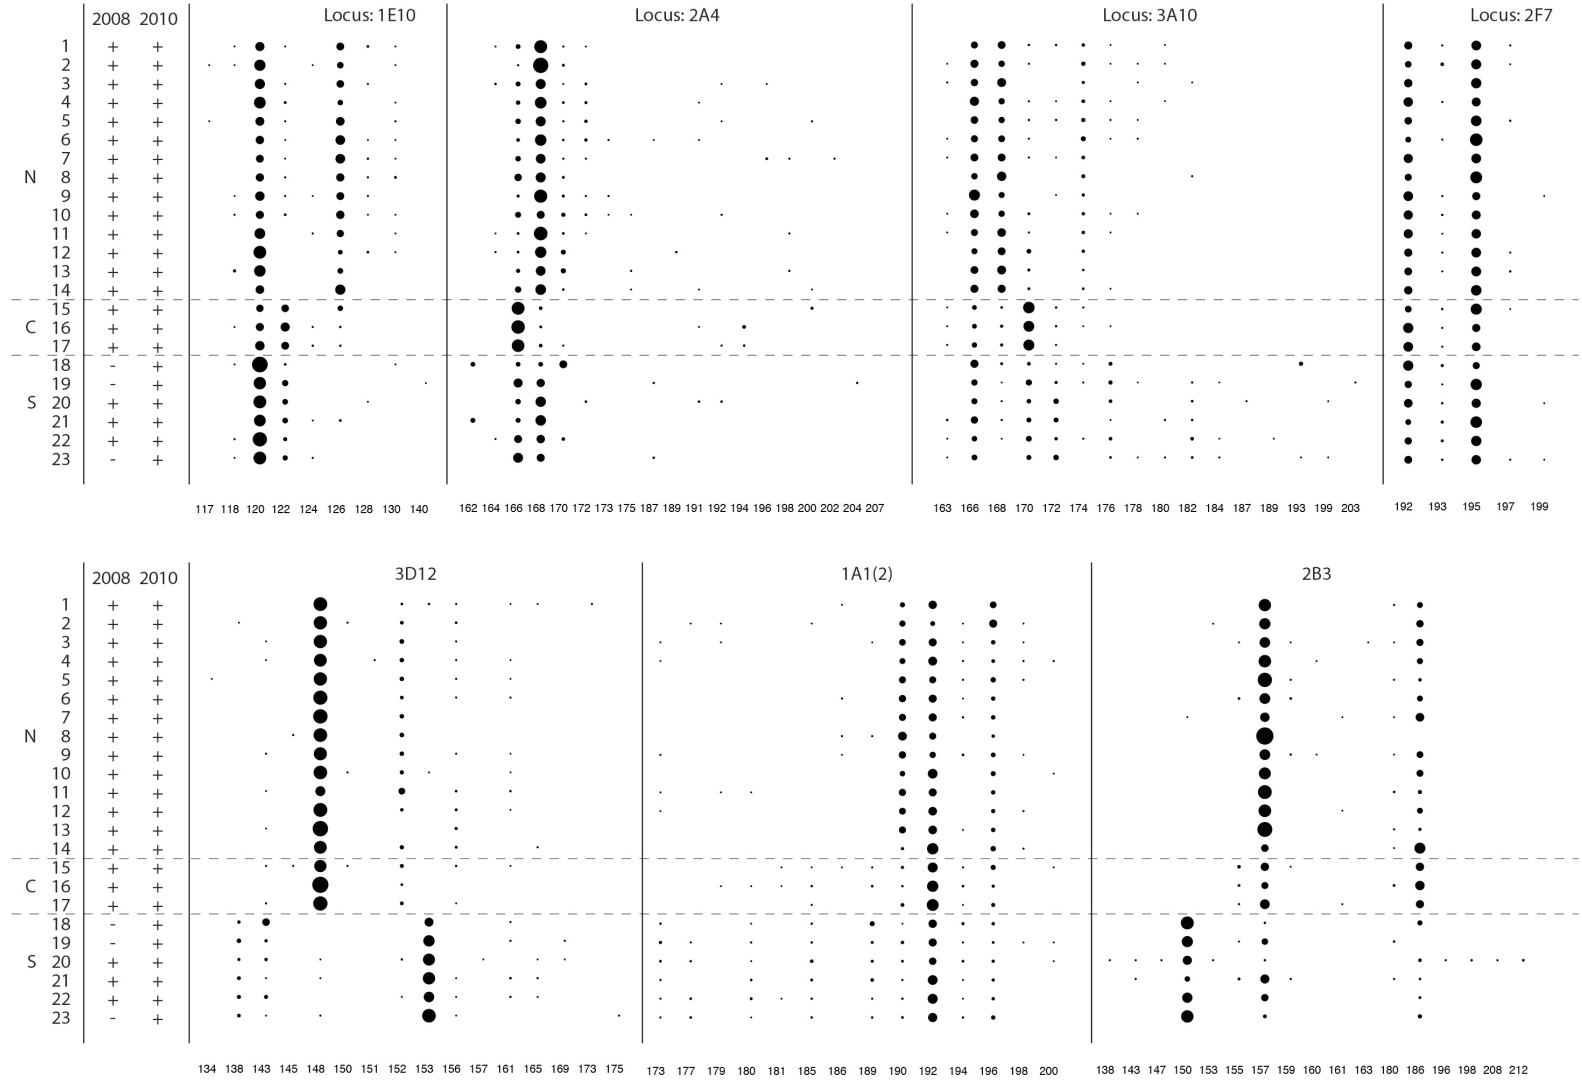 2008 2010 Locus: 1E10 Locus: 2A4 Locus: 3A10 Locus: 2F7
1 + +
2 + +
3 + +
4 + +
5 + +
6 + +
7 + +
N 8 + +
9 + +
10 + +
11 + +
12 + +
13 + +
14 + +
15 + +
C 16 + +
17 + +
18 - +
19 - +
S 20 + +
21 + +
22 + +
23 - +
117 118 120 122 124 126 128 130 140 162 164 166 168 170 172 173 175 187 189 191 192 194 196 198 200 202 204 207 163 166 168 170 172 174 176 178 180 182 184 187 189 193 199 203 192 193 195 197 199
2008 2010 3D12 1A1(2) 2B3
1 + +
2 + +
3 + +
4 + +
5 + +
6 + +
7 + +
N 8 + +
9 + +
10 + +
11 + +
12 + +
13 + +
14 + +
15 + +
C 16 + +
17 + +
18 - +
19 - +
S 20 + +
21 + +
22 + +
23 - +
134 138 143 145 148 150 151 152 153 156 157 161 165 169 173 175 173 177 179 180 182 185 186 189 190 192 194 196 198 200 138 143 147 150 153 155 157 159 160 161 163 174 180 186 196 198 208 212